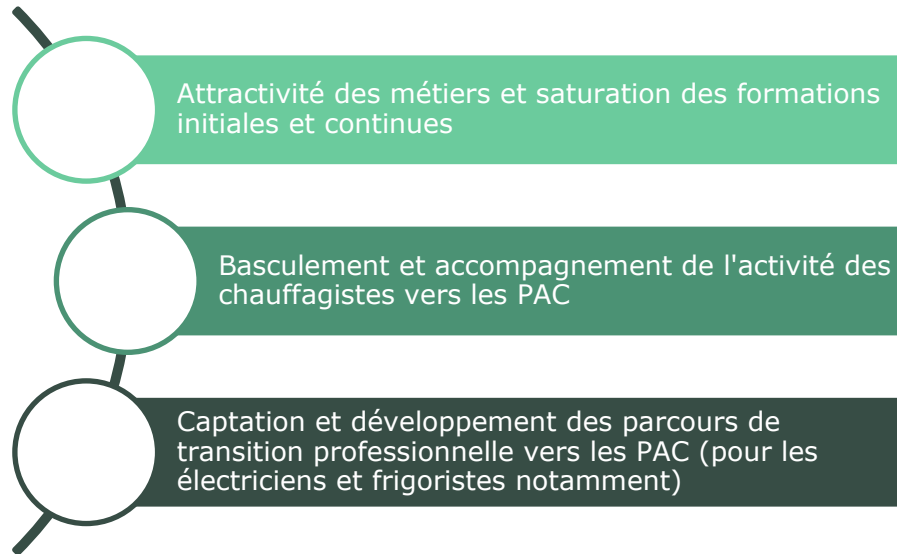 Attractivité des métiers et saturation des formations
initiales et continues
Basculement et accompagnement de l'activité des
chauffagistes vers les PAC
Captation et développement des parcours de
transition professionnelle vers les PAC (pour les
électriciens et frigoristes notamment)